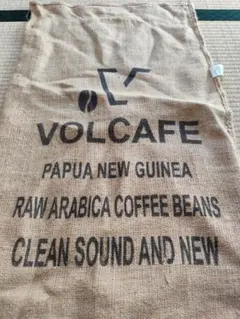 VOLCAFE
PAPUA NEW GUINEA
RAW ARABICA COFFEE BEANS
CLEAN SOUND AND NEW